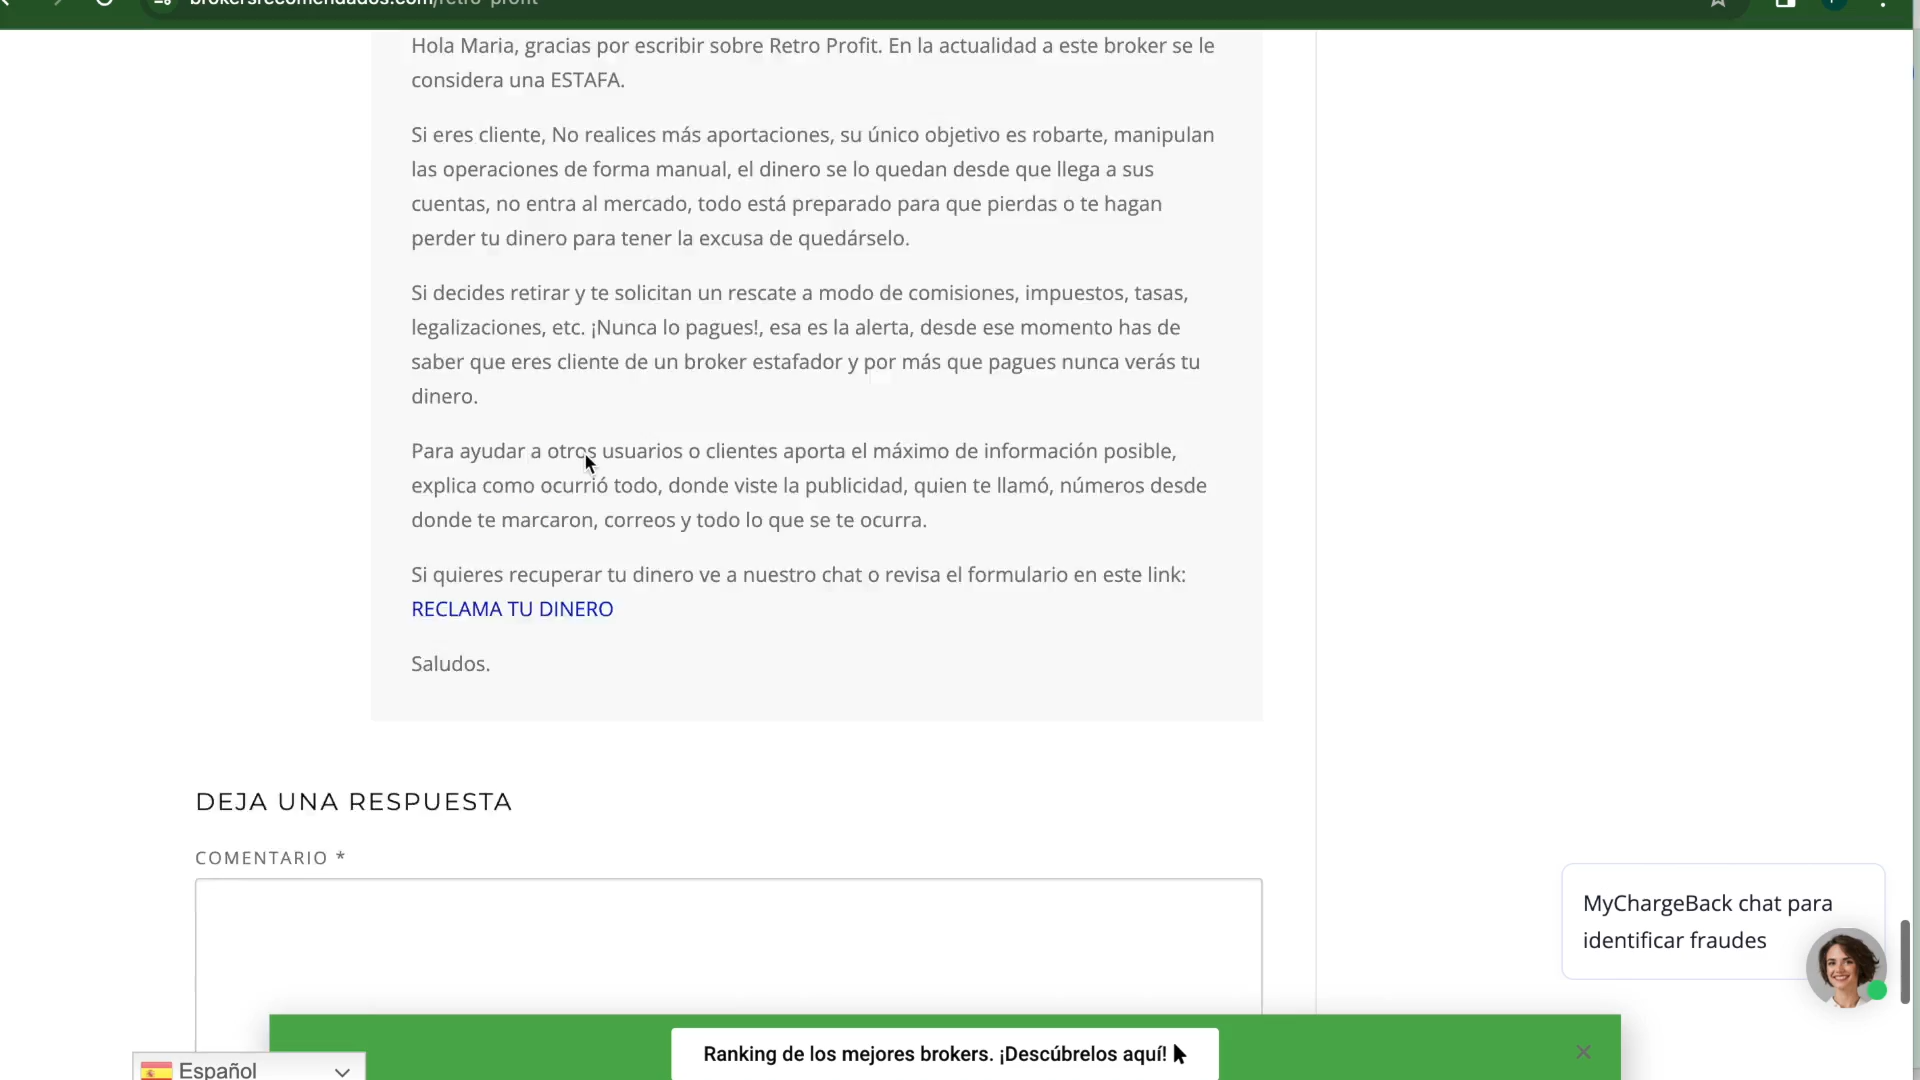 brokersrecomendados.com/retro-profit
Hola Maria, gracias por escribir sobre Retro Profit. En la actualidad a este broker se le
considera una ESTAFA.
Si eres cliente, No realices más aportaciones, su único objetivo es robarte, manipulan
las operaciones de forma manual, el dinero se lo quedan desde que llega a sus
cuentas, no entra al mercado, todo está preparado para que pierdas o te hagan
perder tu dinero para tener la excusa de quedárselo.
Si decides retirar y te solicitan un rescate a modo de comisiones, impuestos, tasas,
legalizaciones, etc. ¡Nunca lo pagues!, esa es la alerta, desde ese momento has de
saber que eres cliente de un broker estafador y por más que pagues nunca verás tu
dinero.
Para ayudar a otros usuarios o clientes aporta el máximo de información posible,
explica como ocurrió todo, donde viste la publicidad, quien te llamó, números desde
donde te marcaron, correos y todo lo que se te ocurra.
Si quieres recuperar tu dinero ve a nuestro chat o revisa el formulario en este link:
RECLAMA TU DINERO
Saludos.
DEJA UNA RESPUESTA
COMENTARIO *
MyChargeBack chat para
identificar fraudes
Ranking de los mejores brokers. ¡Descúbrelos aquí!
Español